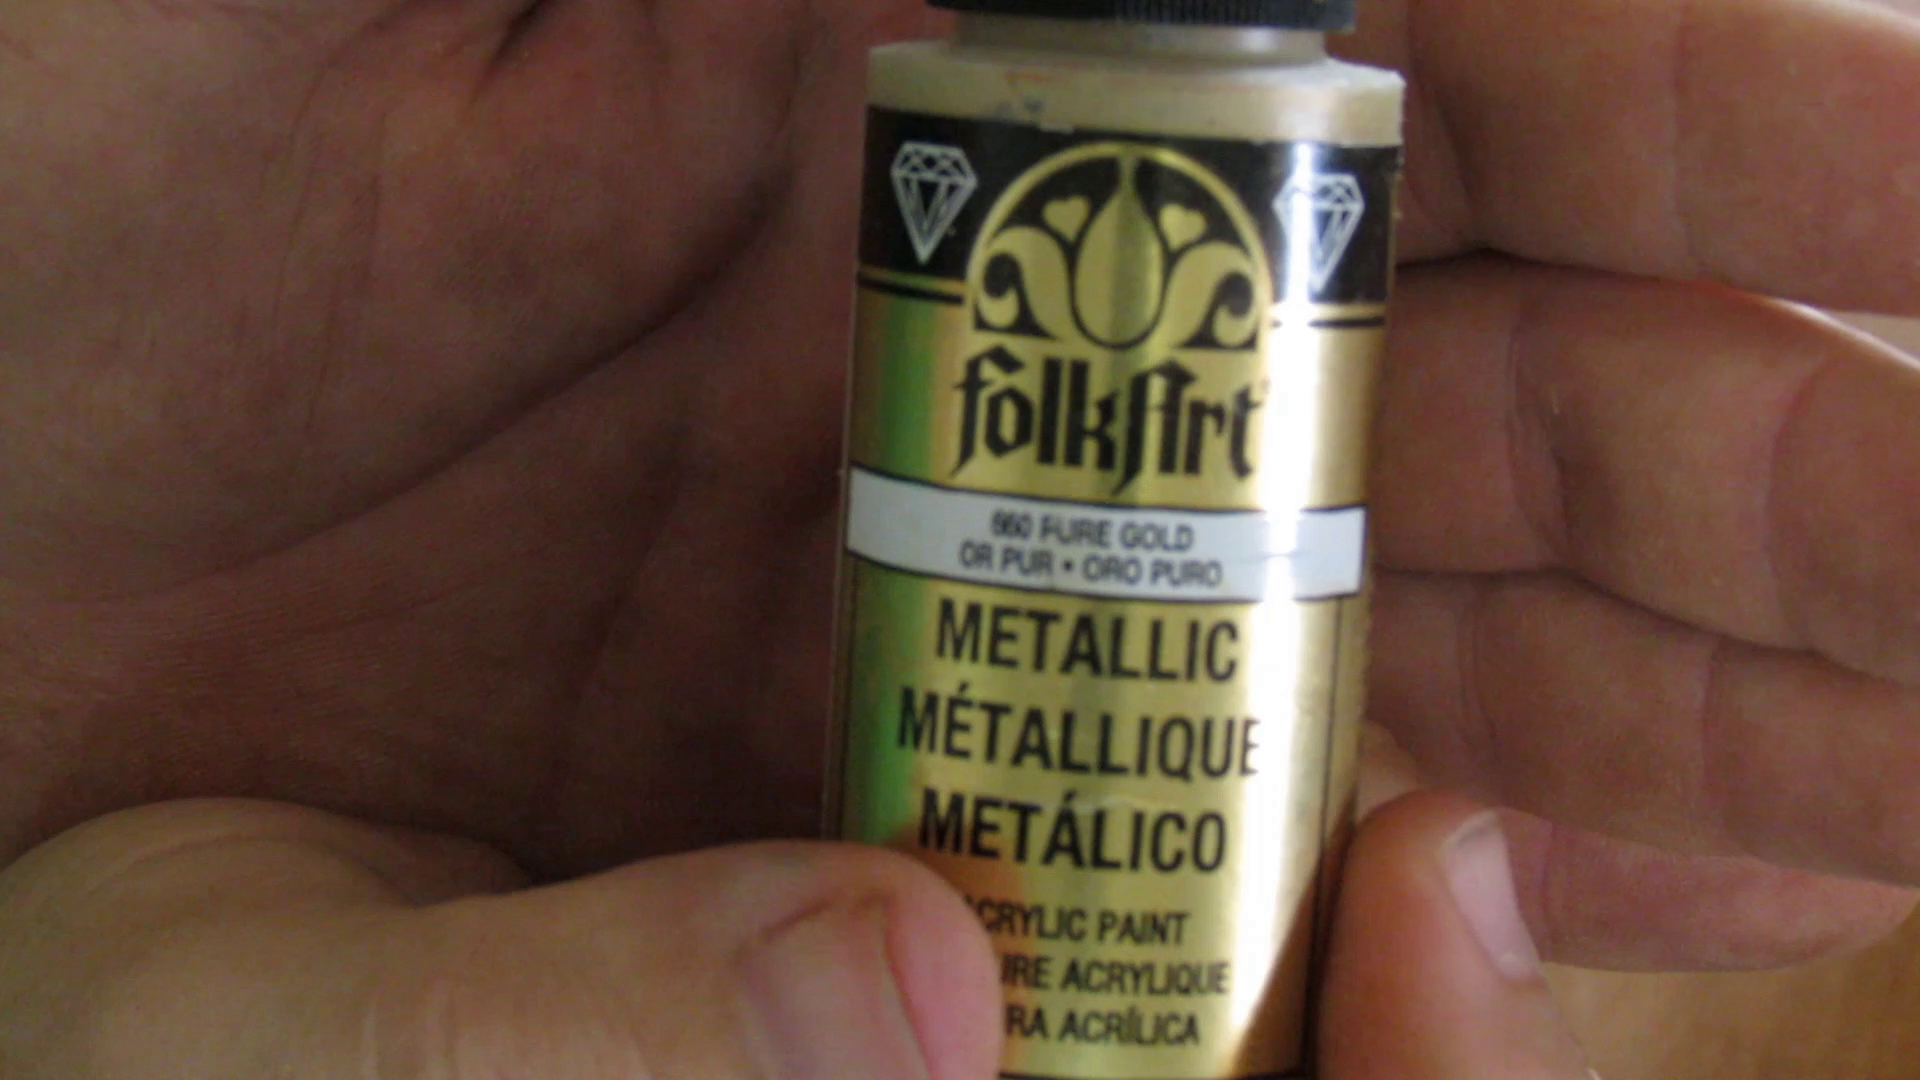 folkArt
660 PURE GOLD
OR PUR • ORO PURO
METALLIC
MÉTALLIQUE
METÁLICO
ACRYLIC PAINT
ACRYLIQUE
ACRÍLICA